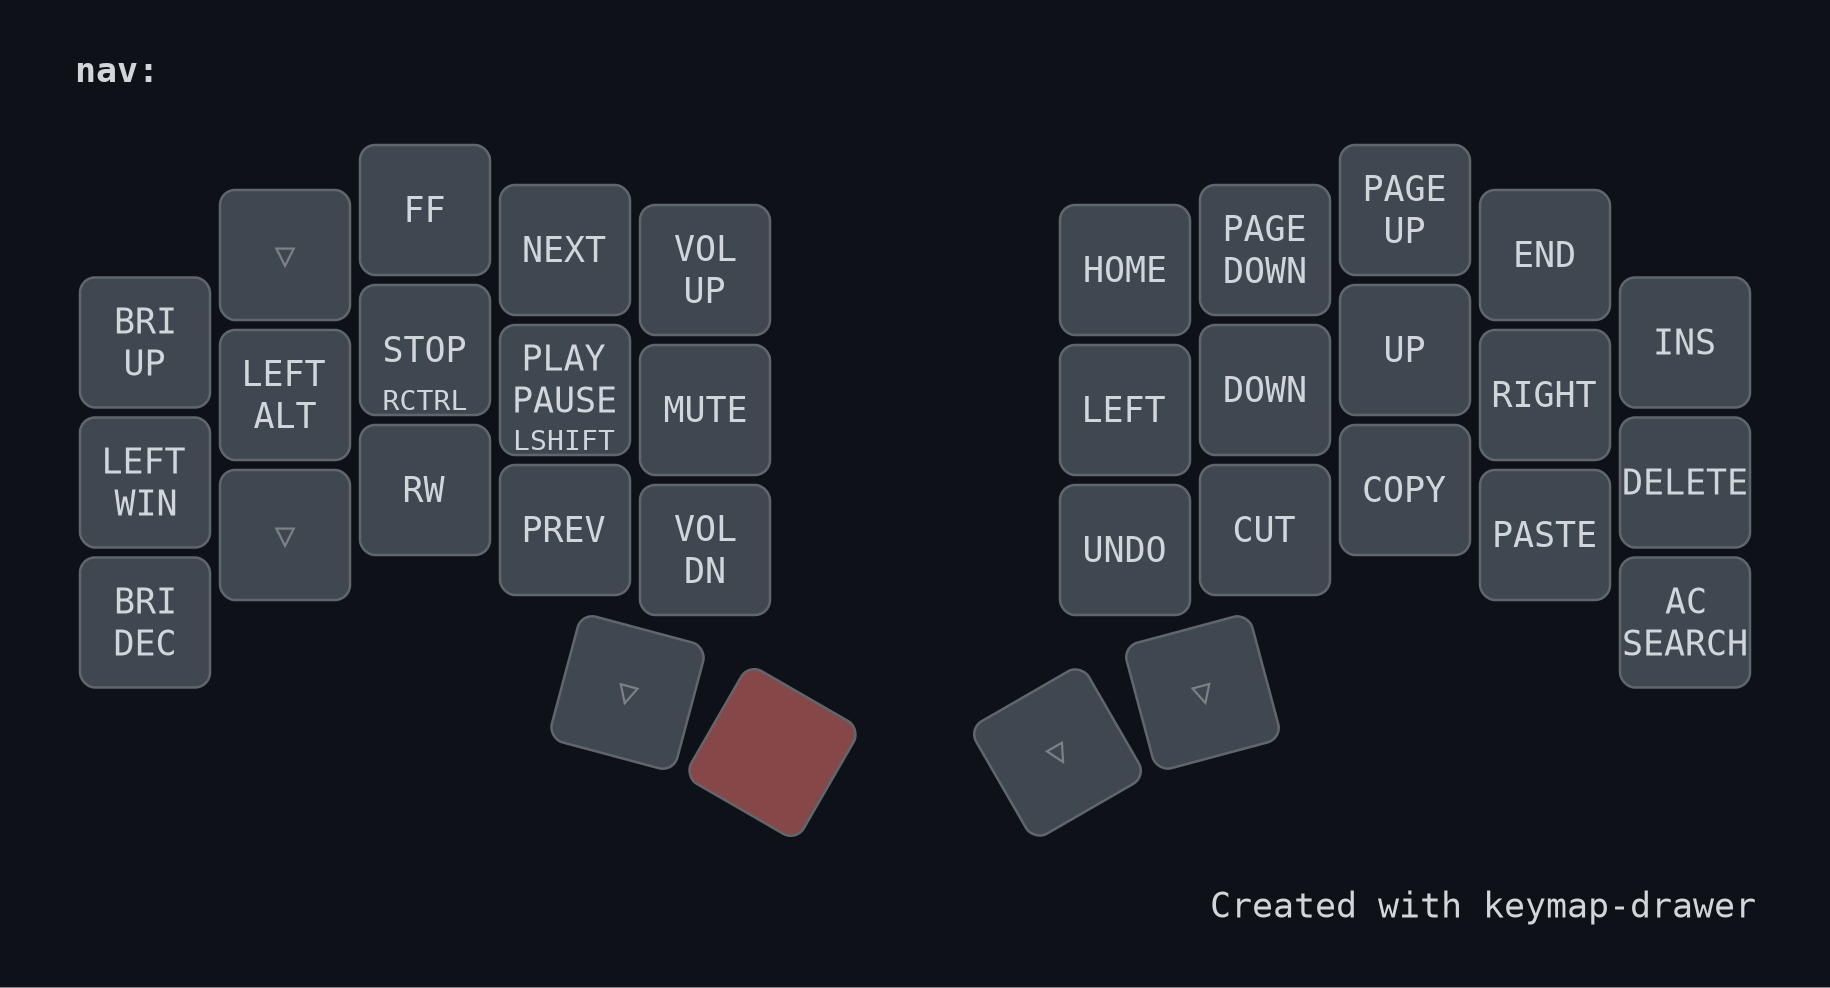 nav:
BRI
UP
▽
FF
NEXT
VOL
UP
HOME
PAGE
DOWN
PAGE
UP
END
INS
LEFT
WIN
LEFT
ALT
STOP
RCTRL
PLAY
PAUSE
LSHIFT
MUTE
LEFT
DOWN
UP
RIGHT
DELETE
BRI
DEC
▽
RW
PREV
VOL
DN
UNDO
CUT
COPY
PASTE
AC
SEARCH
▽
▽
▽
Created with keymap-drawer